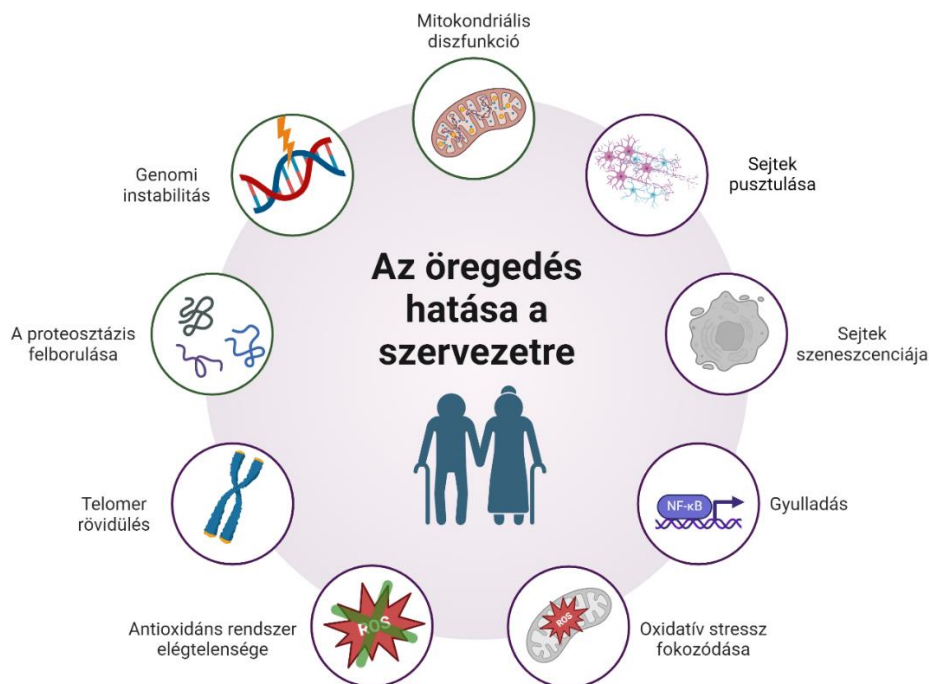 Mitokondriális
diszfunkció
Sejtek
pusztulása
Genomi
instabilitás
Az öregedés
hatása a
szervezetre
A proteosztázis
felborulása
Sejtek
szeneszcenciája
Telomer
rövidülés
NF-κB
Gyulladás
Antioxidáns rendszer
elégtelensége
ROS
ROS
Oxidatív stressz
fokozódása